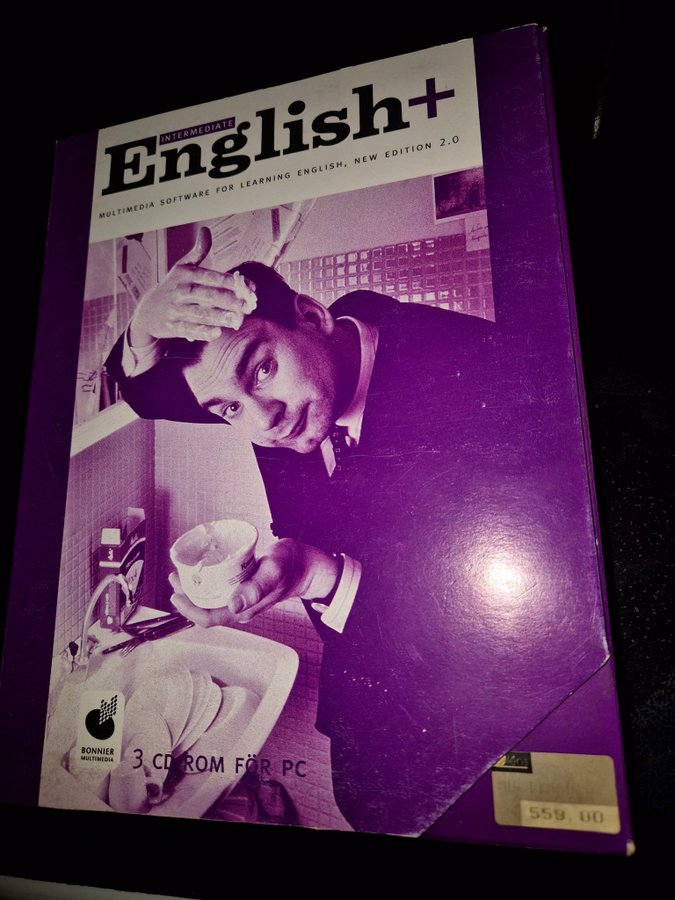 INTERMEDIATE
English+
MULTIMEDIA SOFTWARE FOR LEARNING ENGLISH, NEW EDITION 2.0
BONNIER
MULTIMEDIA
3 CD-ROM FÖR PC
559.00